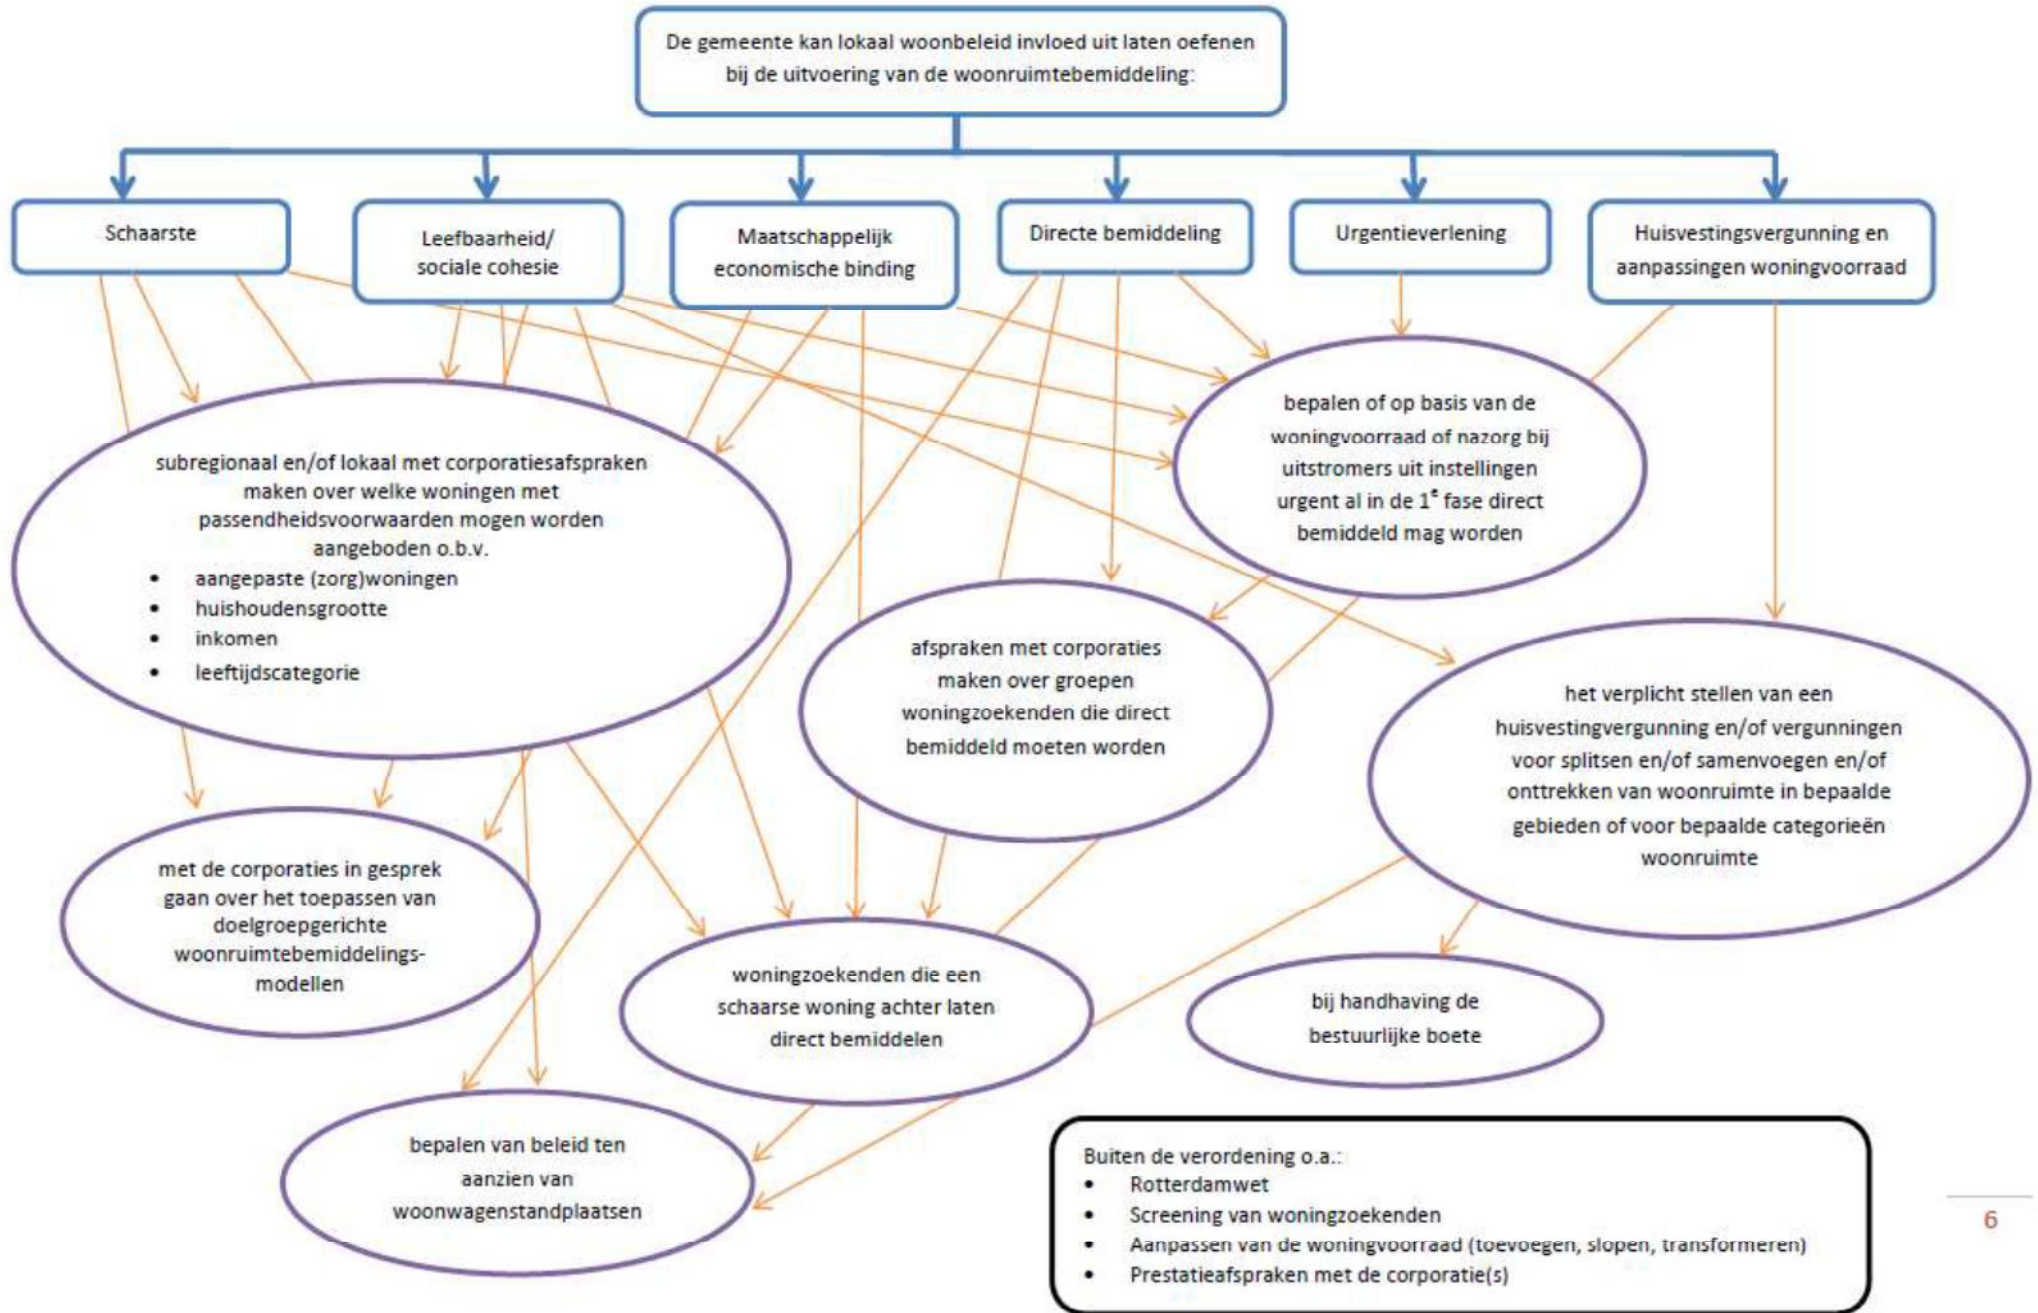 De gemeente kan lokaal woonbeleid invloed uit laten oefenen
bij de uitvoering van de woonruimtebemiddeling:
Schaarste
Leefbaarheid/
sociale cohesie
Maatschappelijk
economische binding
Directe bemiddeling
Urgentieverlening
Huisvestingsvergunning en
aanpassingen woningvoorraad
subregionaal en/of lokaal met corporatiesafspraken
maken over welke woningen met
passendheidsvoorwaarden mogen worden
aangeboden o.b.v.
• aangepaste (zorg)woningen
• huishoudensgrootte
• inkomen
• leeftijdscategorie
bepalen of op basis van de
woningvoorraad of nazorg bij
uitstromers uit instellingen
urgent al in de 1e fase direct
bemiddeld mag worden
afspraken met corporaties
maken over groepen
woningzoekenden die direct
bemiddeld moeten worden
het verplicht stellen van een
huisvestingvergunning en/of vergunningen
voor splitsen en/of samenvoegen en/of
onttrekken van woonruimte in bepaalde
gebieden of voor bepaalde categorieën
woonruimte
met de corporaties in gesprek
gaan over het toepassen van
doelgroepgerichte
woonruimtebemiddelings-
modellen
woningzoekenden die een
schaarse woning achter laten
direct bemiddelen
bij handhaving de
bestuurlijke boete
bepalen van beleid ten
aanzien van
woonwagenstandplaatsen
Buiten de verordening o.a.:
• Rotterdamwet
• Screening van woningzoekenden
• Aanpassen van de woningvoorraad (toevoegen, slopen, transformeren)
• Prestatieafspraken met de corporatie(s)
6